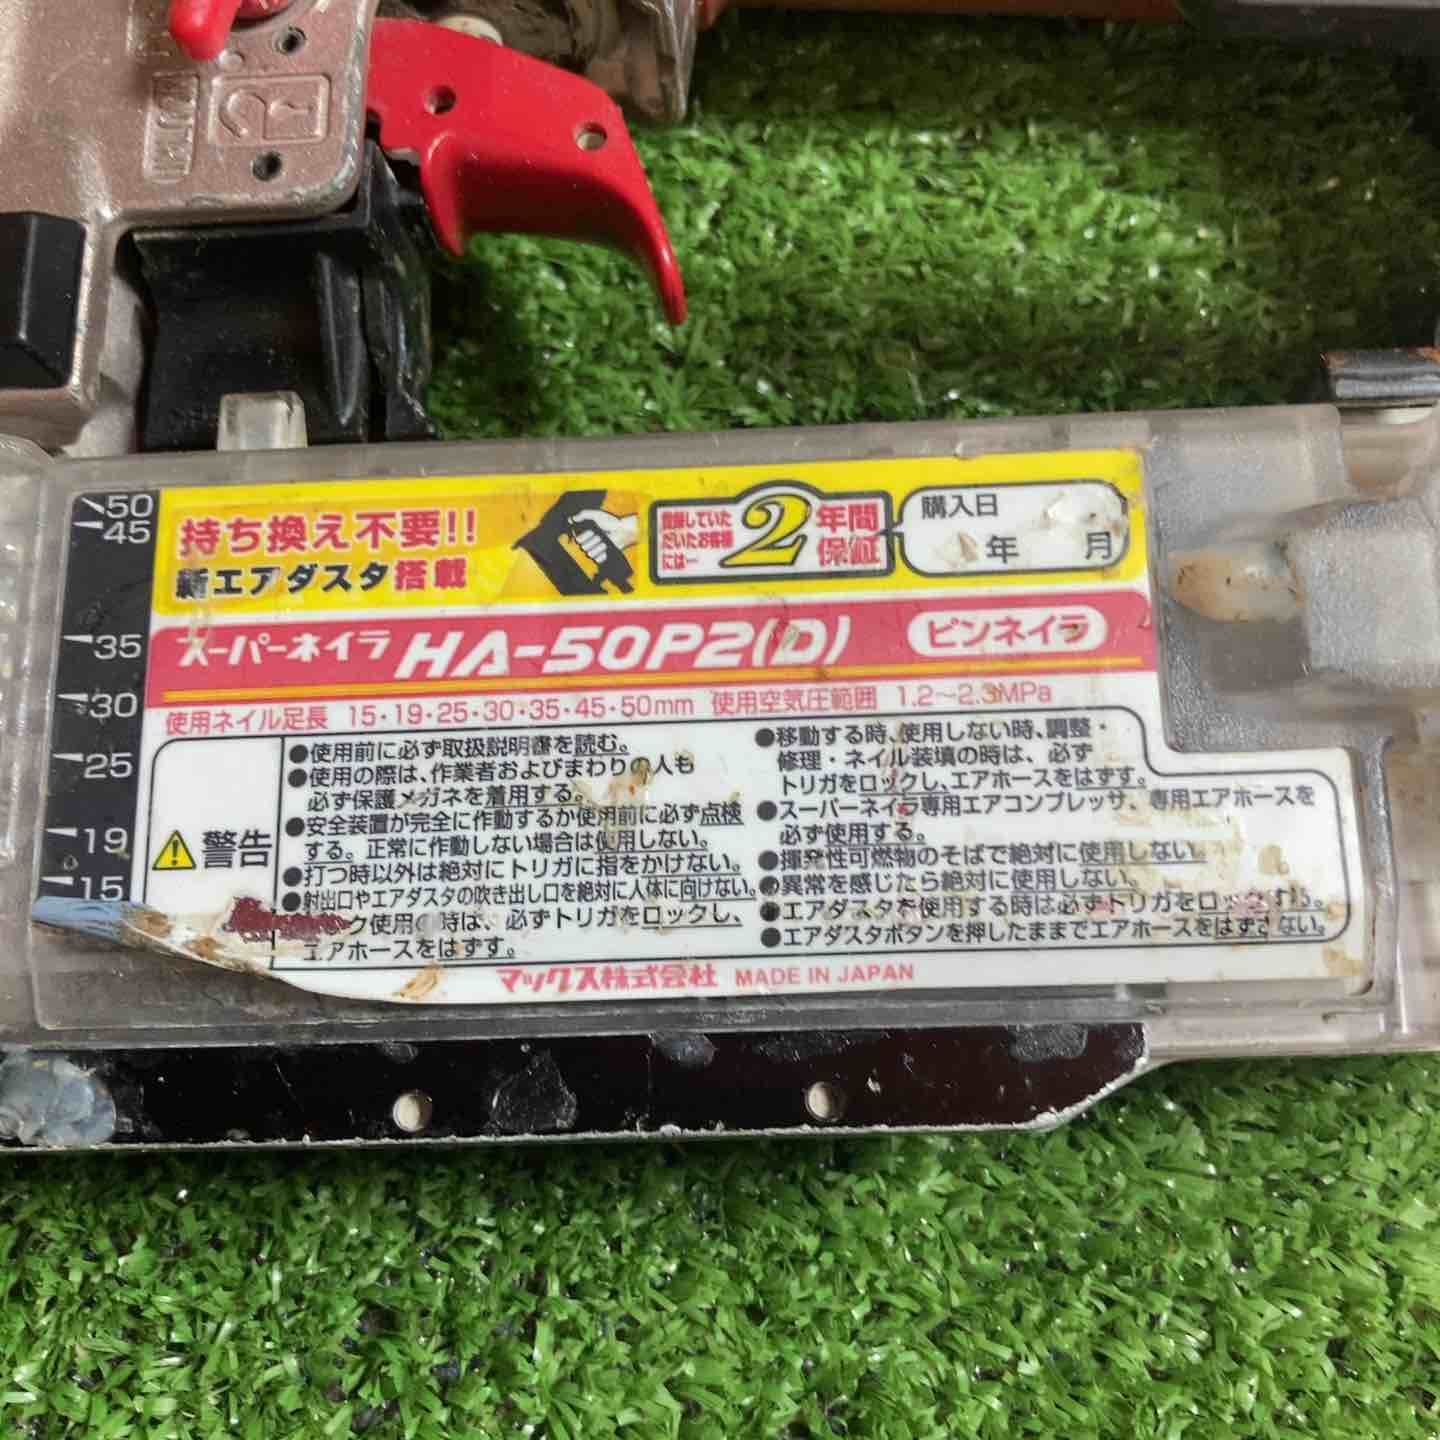 50
45
35
30
25
19
15
持ち換え不要!!
新エアダスタ搭載
登録していた
だいたお客様
には…
2年間
保証
購入日
年 月
スーパーネイラ HA-50P2(D) ピンネイラ
使用ネイル足長 15・19・25・30・35・45・50mm 使用空気圧範囲 1.2～2.3MPa
警告
●使用前に必ず取扱説明書を読む。
●使用の際は、作業者およびまわりの人も
必ず保護メガネを着用する。
●安全装置が完全に作動するか使用前に必ず点検
する。正常に作動しない場合は使用しない。
●打つ時以外は絶対にトリガに指をかけない。
●射出口やエアダスタの吹き出し口を絶対に人体に向けない。
ク使用 時は、必ずトリガをロックし、
エアホースをはずす。
●移動する時、使用しない時、調整・
修理・ネイル装填の時は、必ず
トリガをロックし、エアホースをはずす。
●スーパーネイラ専用エアコンプレッサ、専用エアホースを
必ず使用する。
●揮発性可燃物のそばで絶対に使用しない。
●異常を感じたら絶対に使用しない。
●エアダスタを使用する時は必ずトリガをロック する。
●エアダスタボタンを押したままでエアホースをはずさない。
マックス株式会社 MADE IN JAPAN